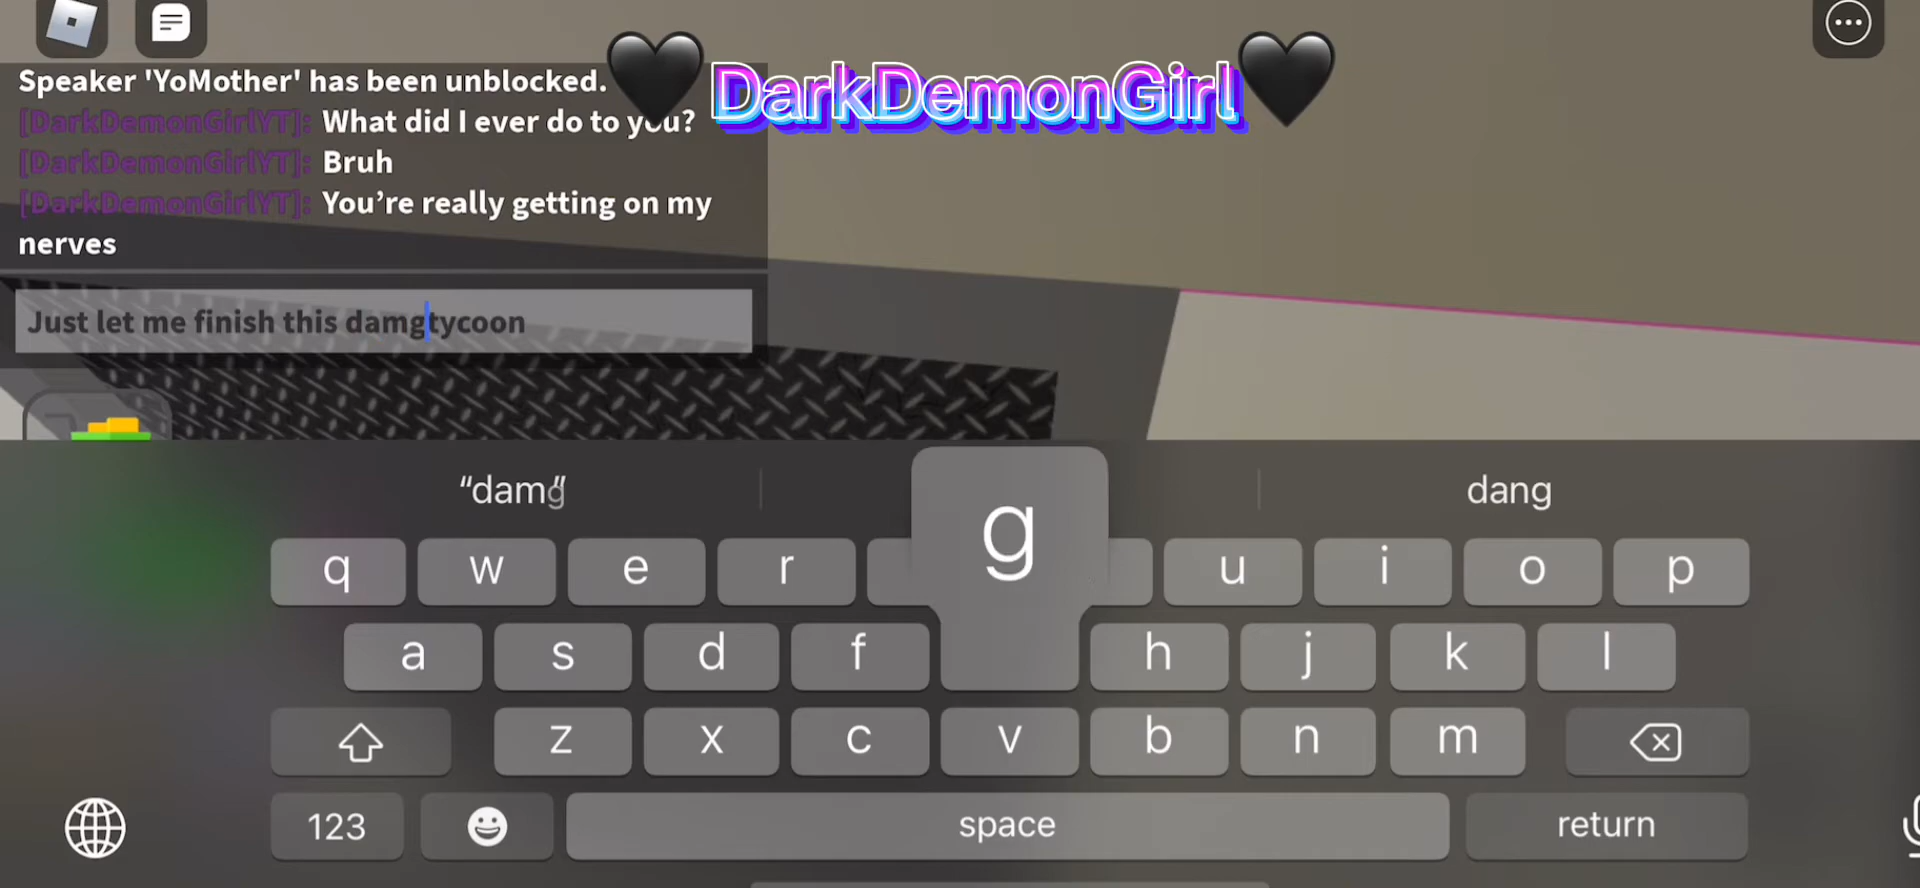 Speaker 'YoMother' has been unblocked.
DarkDemonGirl
[DarkDemonGirlYT]: What did I ever do to you?
[DarkDemonGirlYT]: Bruh
[DarkDemonGirlYT]: You’re really getting on my
nerves
Just let me finish this damgtycoon
“damg” dang
g
q w e r u i o p
a s d f h j k l
z x c v b n m
123 space return